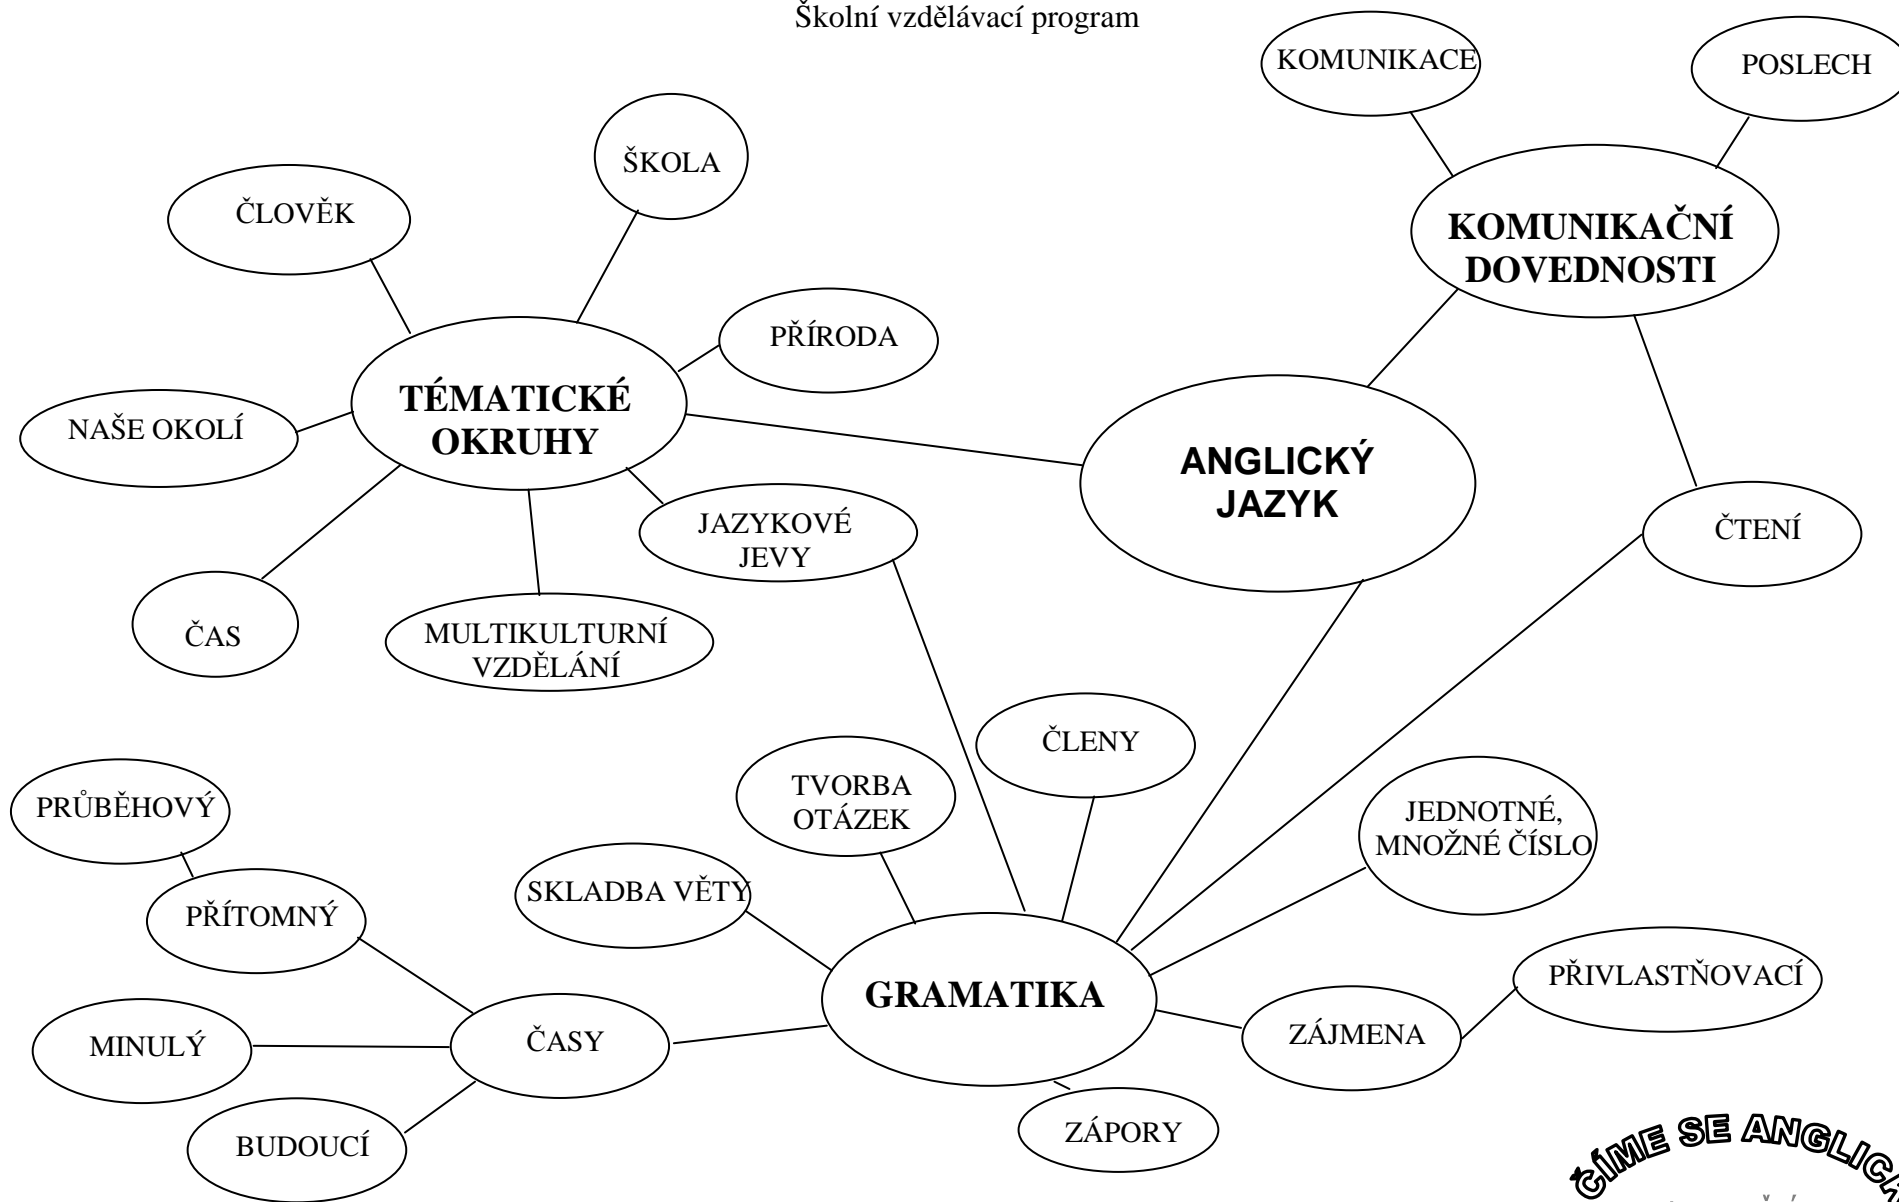 Školní vzdělávací program
KOMUNIKACE
POSLECH
ŠKOLA
ČLOVĚK
KOMUNIKAČNÍ
DOVEDNOSTI
PŘÍRODA
TÉMATICKÉ
OKRUHY
NAŠE OKOLÍ
ANGLICKÝ
JAZYK
JAZYKOVÉ
JEVY
ČTENÍ
ČAS
MULTIKULTURNÍ
VZDĚLÁNÍ
ČLENY
TVORBA
OTÁZEK
PRŮBĚHOVÝ
JEDNOTNÉ,
MNOŽNÉ ČÍSLO
SKLADBA VĚTY
PŘÍTOMNÝ
GRAMATIKA
PŘIVLASTŇOVACÍ
MINULÝ
ČASY
ZÁJMENA
BUDOUCÍ
ZÁPORY
SE